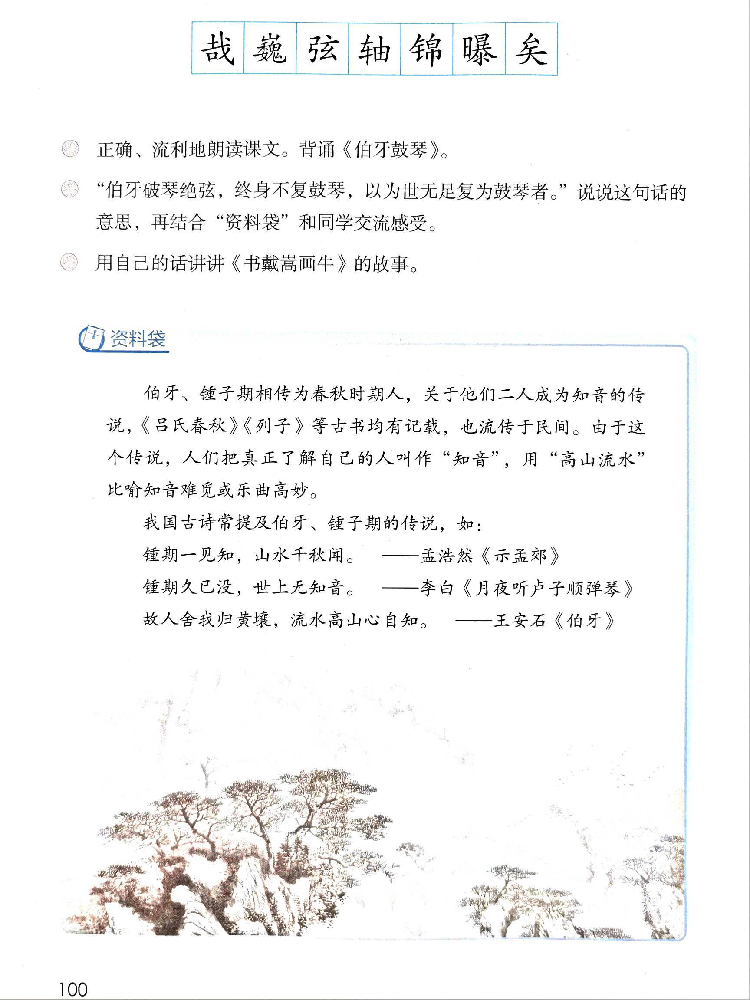 哉巍弦轴锦曝矣
正确、流利地朗读课文。背诵《伯牙鼓琴》。
“伯牙破琴绝弦，终身不复鼓琴，以为世无足复为鼓琴者。”说说这句话的
意思，再结合“资料袋”和同学交流感受。
用自己的话讲讲《书戴嵩画牛》的故事。
资料袋
伯牙、锺子期相传为春秋时期人，关于他们二人成为知音的传
说，《吕氏春秋》《列子》等古书均有记载，也流传于民间。由于这
个传说，人们把真正了解自己的人叫作“知音”，用“高山流水”
比喻知音难觅或乐曲高妙。
我国古诗常提及伯牙、锺子期的传说，如：
锺期一见知，山水千秋闻。 ——孟浩然《示孟郊》
锺期久已没，世上无知音。 ——李白《月夜听卢子顺弹琴》
故人舍我归黄壤，流水高山心自知。 ——王安石《伯牙》
100